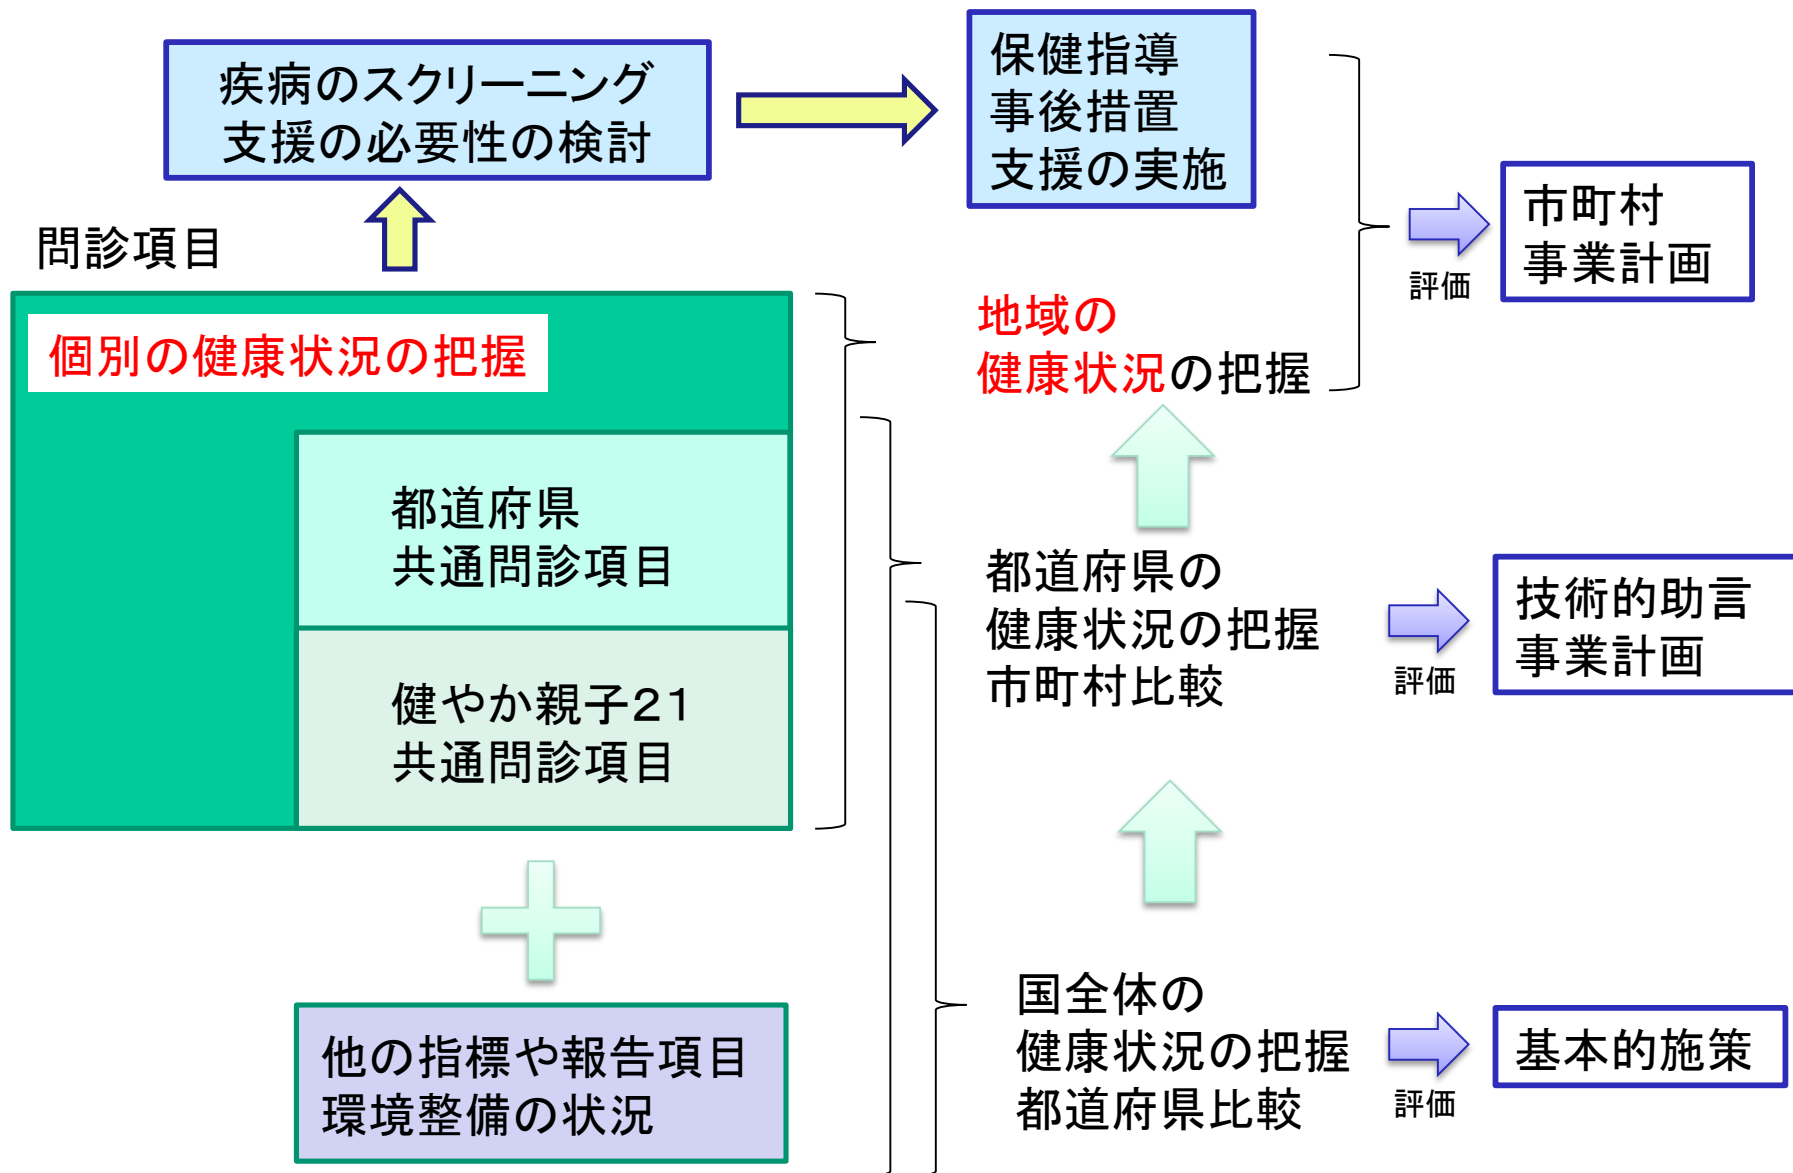 疾病のスクリーニング
支援の必要性の検討
保健指導
事後措置
支援の実施
市町村
事業計画
評価
問診項目
個別の健康状況の把握
地域の
健康状況の把握
都道府県
共通問診項目
健やか親子21
共通問診項目
都道府県の
健康状況の把握
市町村比較
評価
技術的助言
事業計画
他の指標や報告項目
環境整備の状況
国全体の
健康状況の把握
都道府県比較
評価
基本的施策